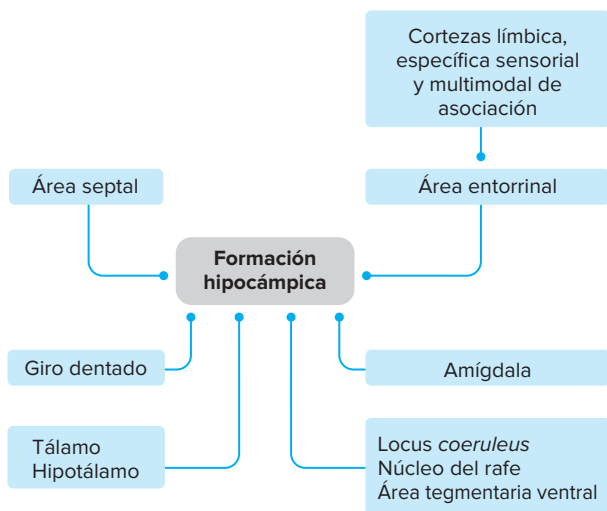 Cortezas límbica,
específica sensorial
y multimodal de
asociación
Área septal
Área entorrinal
Formación
hipocámpica
Giro dentado
Amígdala
Tálamo
Hipotálamo
Locus coeruleus
Núcleo del rafe
Área tegmentaria ventral